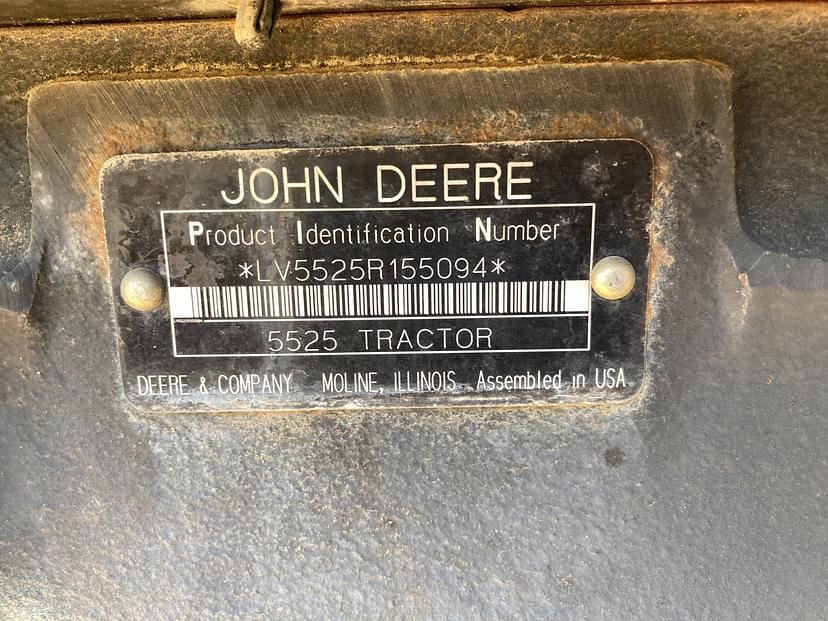 JOHN DEERE
Product Identification Number
*LV5525R155094*
5525 TRACTOR
DEERE & COMPANY MOLINE, ILLINOIS Assembled in USA